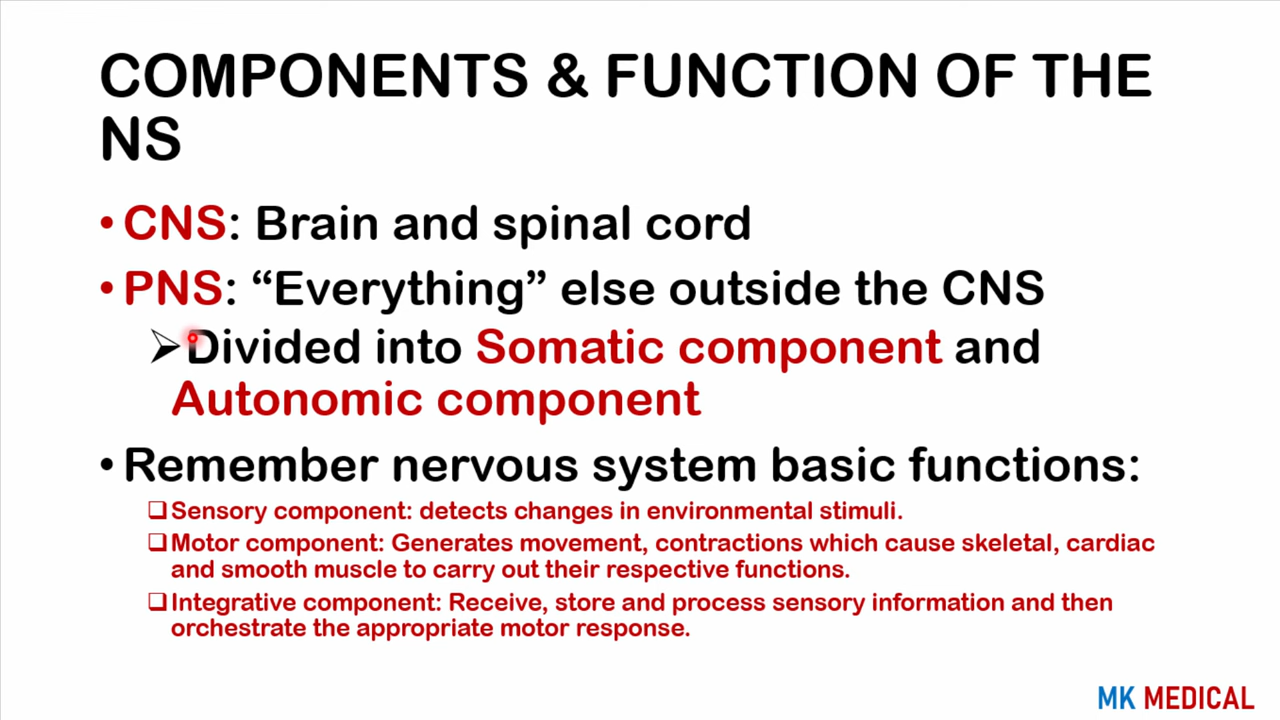 COMPONENTS & FUNCTION OF THE
NS
• CNS: Brain and spinal cord
• PNS: “Everything” else outside the CNS
➢Divided into Somatic component and
Autonomic component
• Remember nervous system basic functions:
❑Sensory component: detects changes in environmental stimuli.
❑Motor component: Generates movement, contractions which cause skeletal, cardiac
and smooth muscle to carry out their respective functions.
❑Integrative component: Receive, store and process sensory information and then
orchestrate the appropriate motor response.
MK MEDICAL